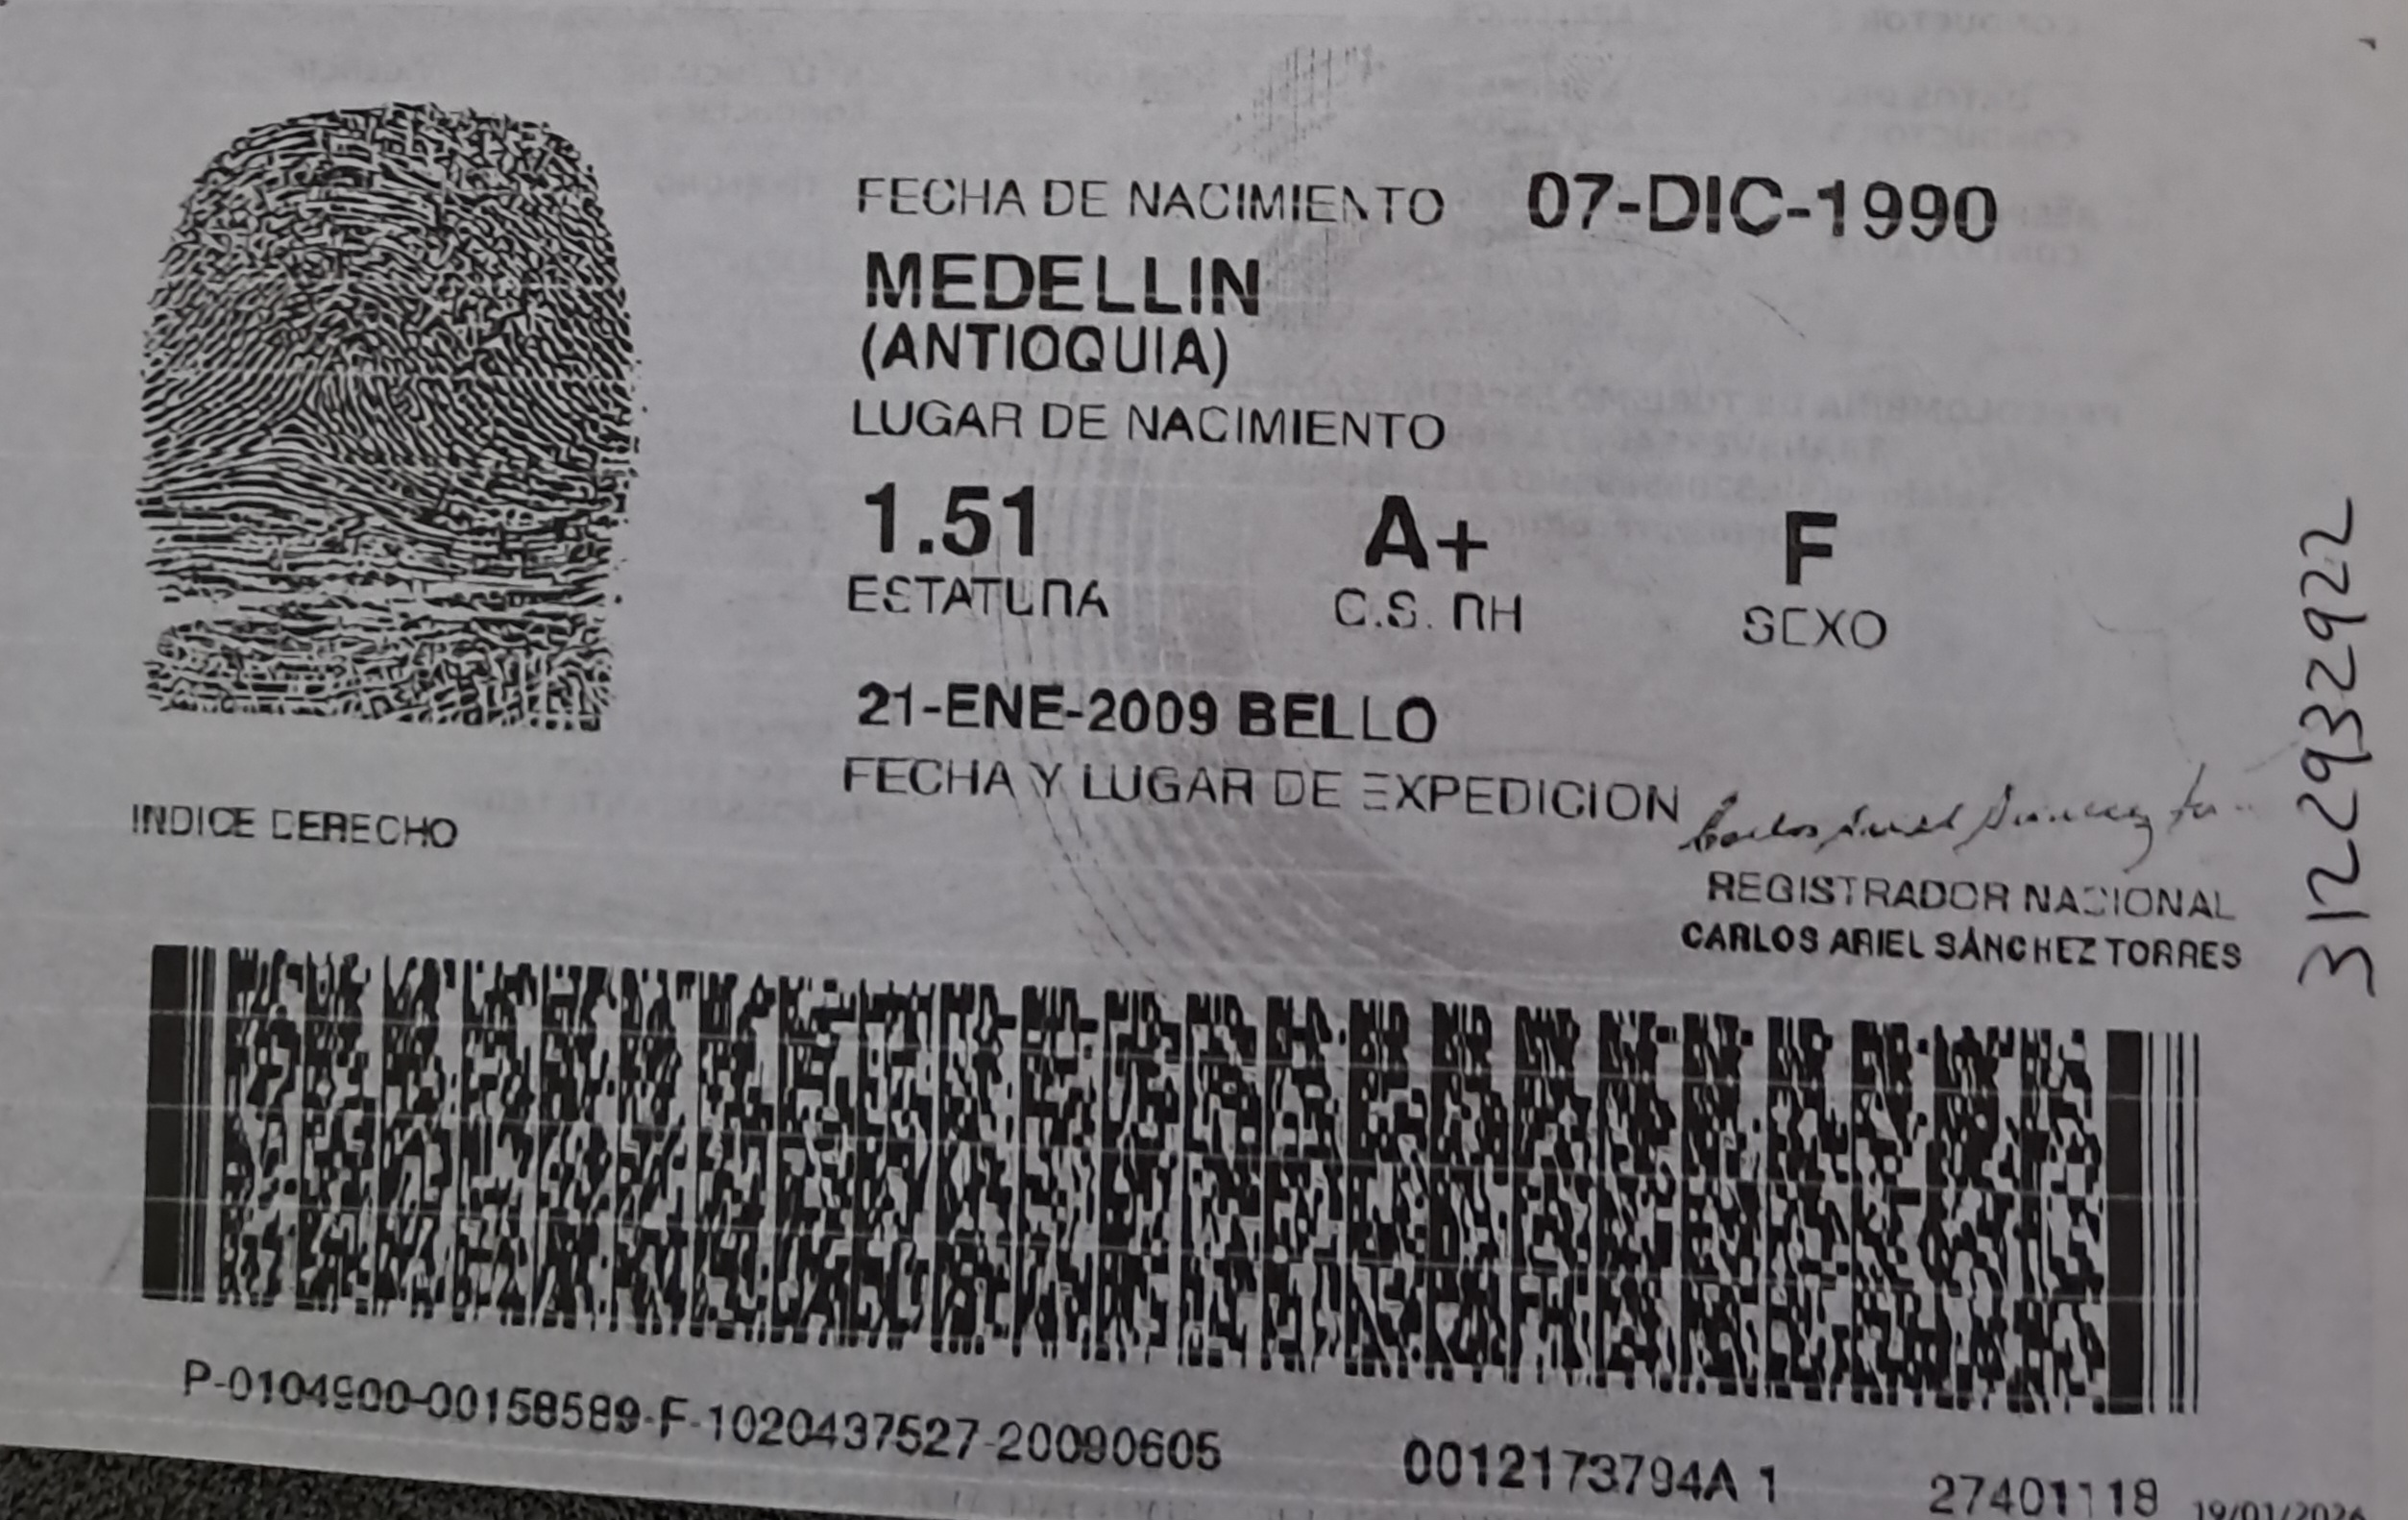 FECHA DE NACIMIENTO 07-DIC-1990
MEDELLIN
(ANTIOQUIA)
LUGAR DE NACIMIENTO
1.51 A+ F
ESTATURA G.S. RH SEXO
21-ENE-2009 BELLO
FECHA Y LUGAR DE EXPEDICION
INDICE DERECHO
REGISTRADOR NACIONAL
CARLOS ARIEL SÁNCHEZ TORRES
P-0104900-00158589-F-1020437527-20090605 0012173794A 1 27401118
3122932922